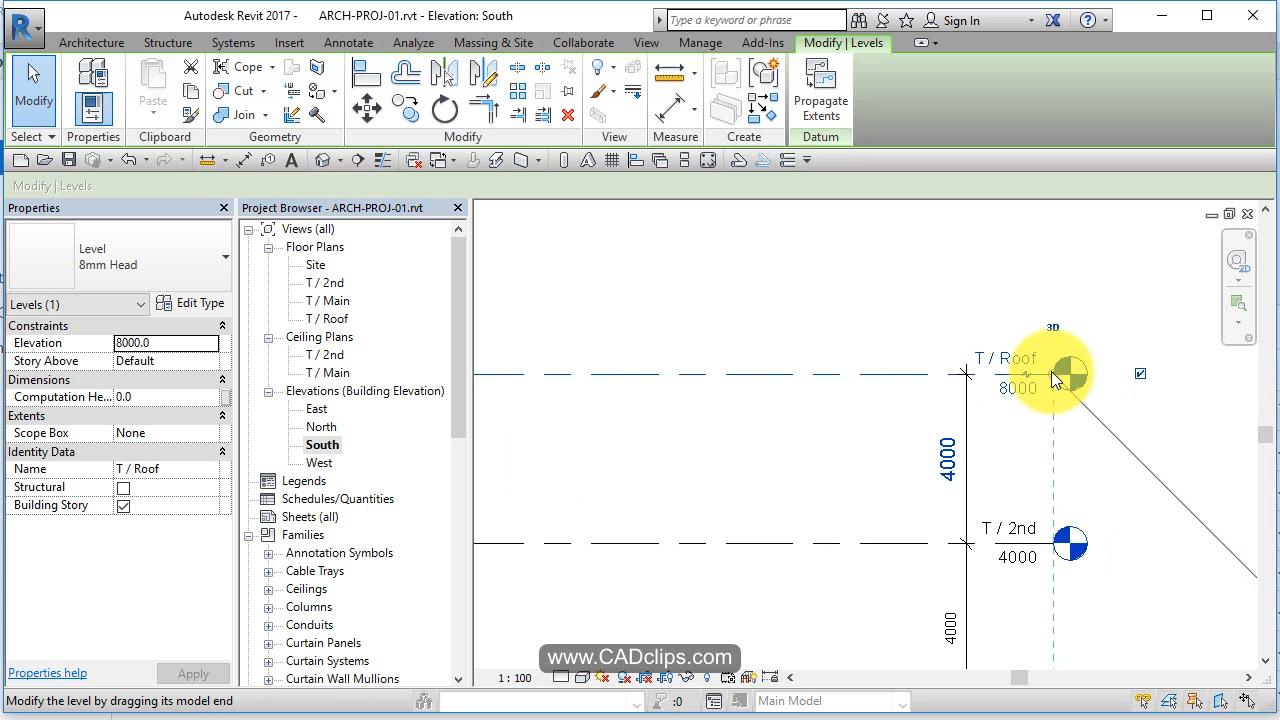 Autodesk Revit 2017 - ARCH-PROJ-01.rvt - Elevation: South
Type a keyword or phrase
Sign In
Architecture Structure Systems Insert Annotate Analyze Massing & Site Collaborate View Manage Add-Ins Modify | Levels
Modify
Paste
Cope
Cut
Join
Propagate
Extents
Select Properties Clipboard Geometry Modify View Measure Create Datum
Modify | Levels
Properties
Level
8mm Head
Levels (1)
Edit Type
Constraints
Elevation 8000.0
Story Above Default
Dimensions
Computation He... 0.0
Extents
Scope Box None
Identity Data
Name T / Roof
Structural
Building Story
Properties help
Apply
Project Browser - ARCH-PROJ-01.rvt
Views (all)
Floor Plans
Site
T / 2nd
T / Main
T / Roof
Ceiling Plans
T / 2nd
T / Main
Elevations (Building Elevation)
East
North
South
West
Legends
Schedules/Quantities
Sheets (all)
Families
Annotation Symbols
Cable Trays
Ceilings
Columns
Conduits
Curtain Panels
Curtain Systems
Curtain Wall Mullions
2D
3D
T / Roof
8000
4000
T / 2nd
4000
4000
www.CADclips.com
1 : 100
Modify the level by dragging its model end
:0
Main Model